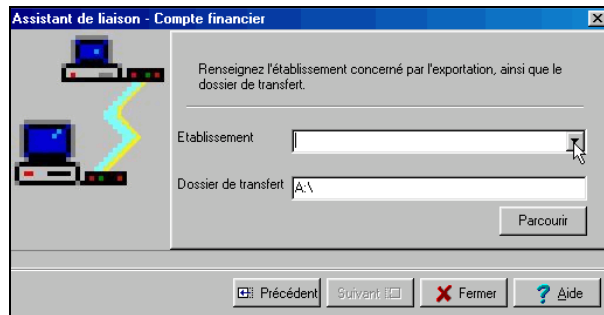 Assistant de liaison - Compte financier
Renseignez l'établissement concerné par l'exportation, ainsi que le
dossier de transfert.
Etablissement
Dossier de transfert A:\
Parcourir
Précédent Suivant Fermer Aide